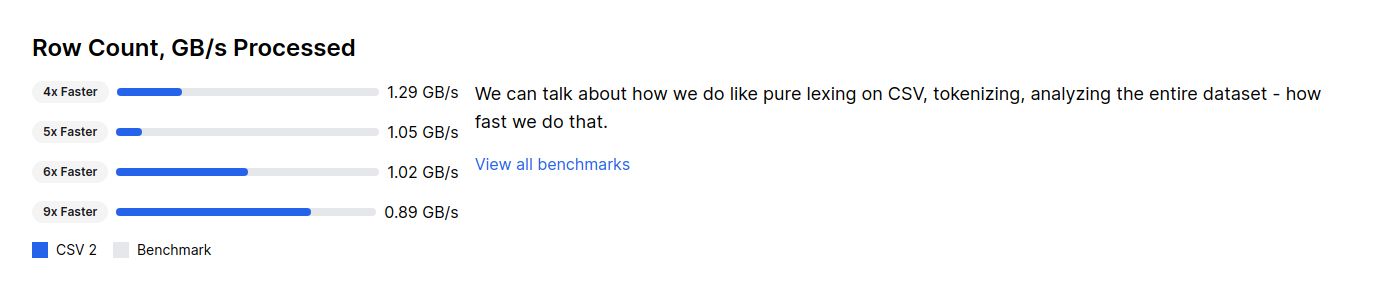 Row Count, GB/s Processed
4x Faster 1.29 GB/s
5x Faster 1.05 GB/s
6x Faster 1.02 GB/s
9x Faster 0.89 GB/s
CSV 2 Benchmark
We can talk about how we do like pure lexing on CSV, tokenizing, analyzing the entire dataset - how
fast we do that.
View all benchmarks